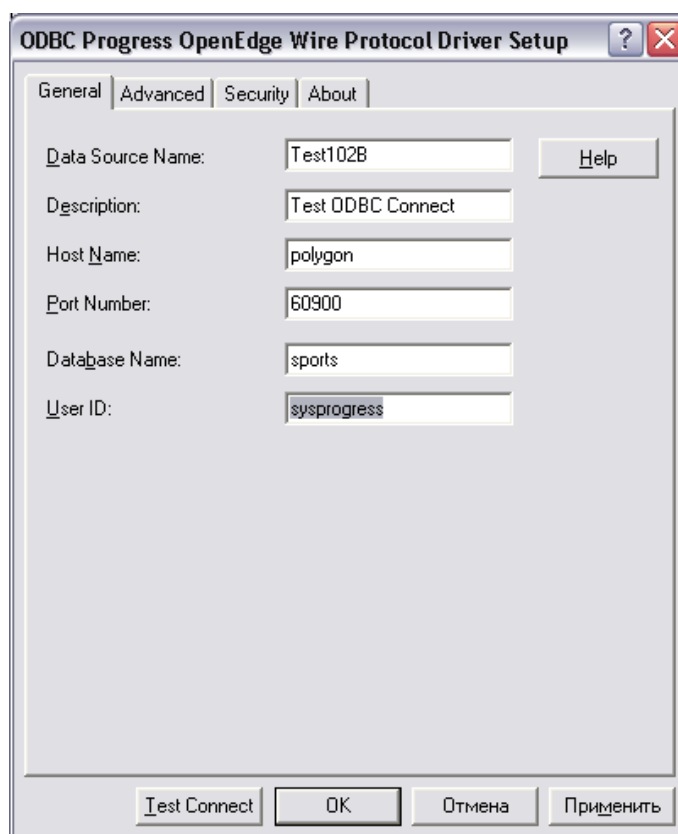 ODBC Progress OpenEdge Wire Protocol Driver Setup ?
General Advanced Security About
Data Source Name: Test102B Help
Description: Test ODBC Connect
Host Name: polygon
Port Number: 60900
Database Name: sports
User ID: sysprogress
Test Connect OK Отмена Применить